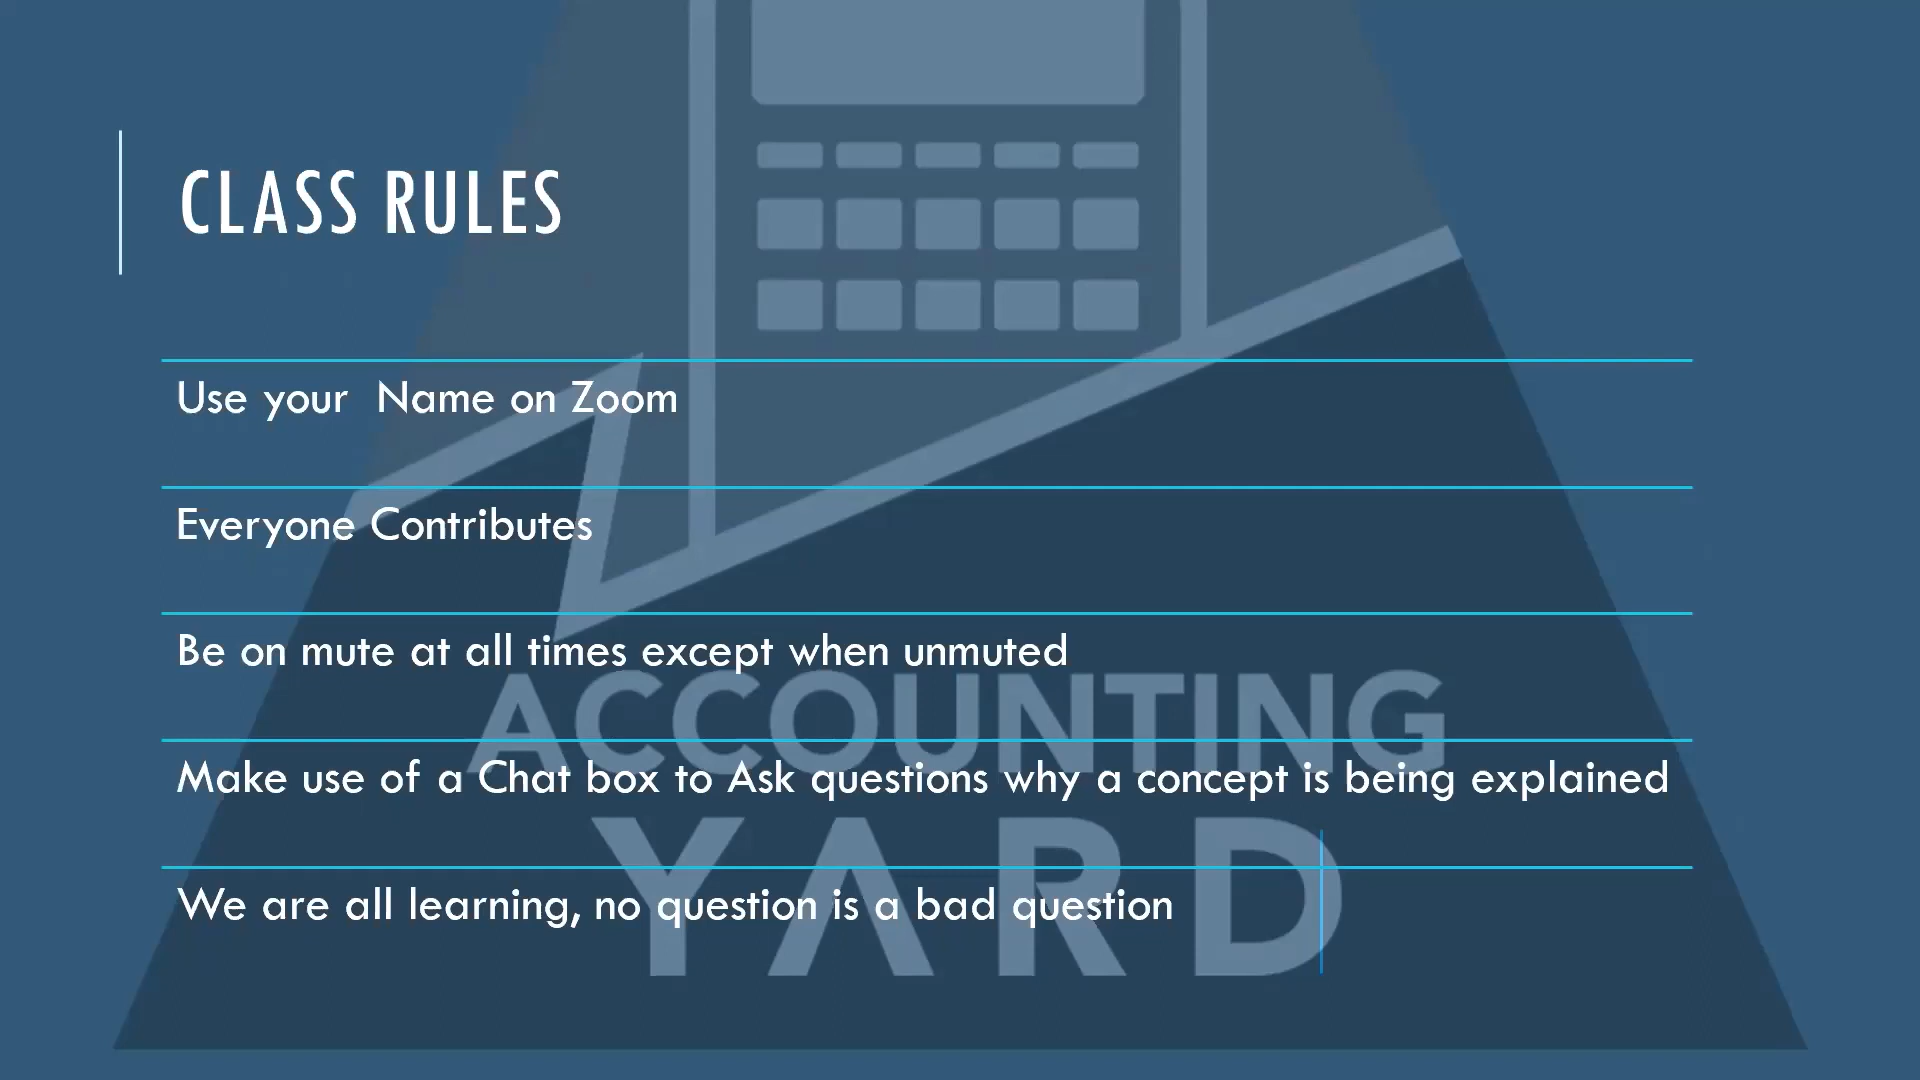 CLASS RULES
Use your  Name on Zoom
Everyone Contributes
Be on mute at all times except when unmuted
Make use of a Chat box to Ask questions why a concept is being explained
We are all learning, no question is a bad question
ACCOUNTING
YARD